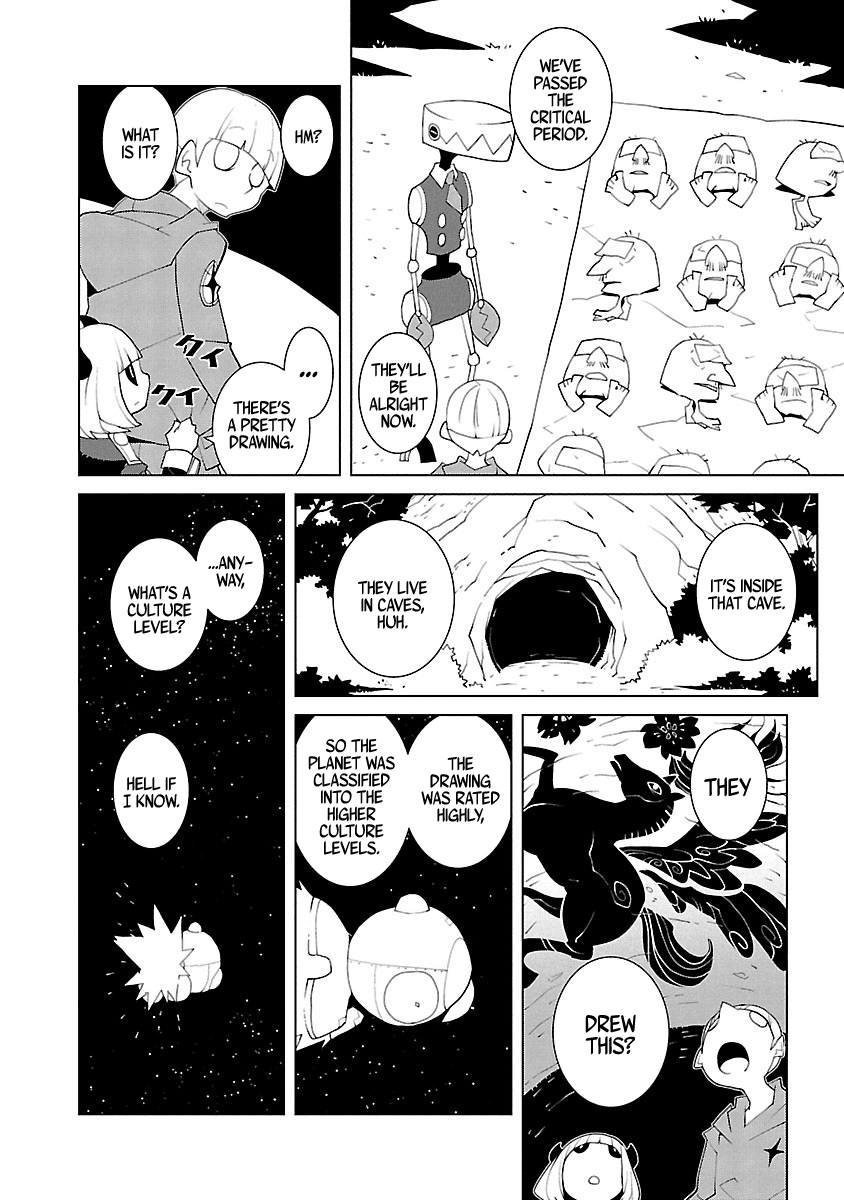 WE'VE
PASSED
THE
CRITICAL
PERIOD.
THEY'LL
BE
ALRIGHT
NOW.
HM?
WHAT
IS IT?
クイ
クイ
...
THERE'S
A PRETTY
DRAWING.
IT'S INSIDE
THAT CAVE.
THEY LIVE
IN CAVES,
HUH.
THEY
DREW
THIS?
THE
DRAWING
WAS RATED
HIGHLY,
SO THE
PLANET WAS
CLASSIFIED
INTO THE
HIGHER
CULTURE
LEVELS.
...ANY-
WAY,
WHAT'S A
CULTURE
LEVEL?
HELL IF
I KNOW.